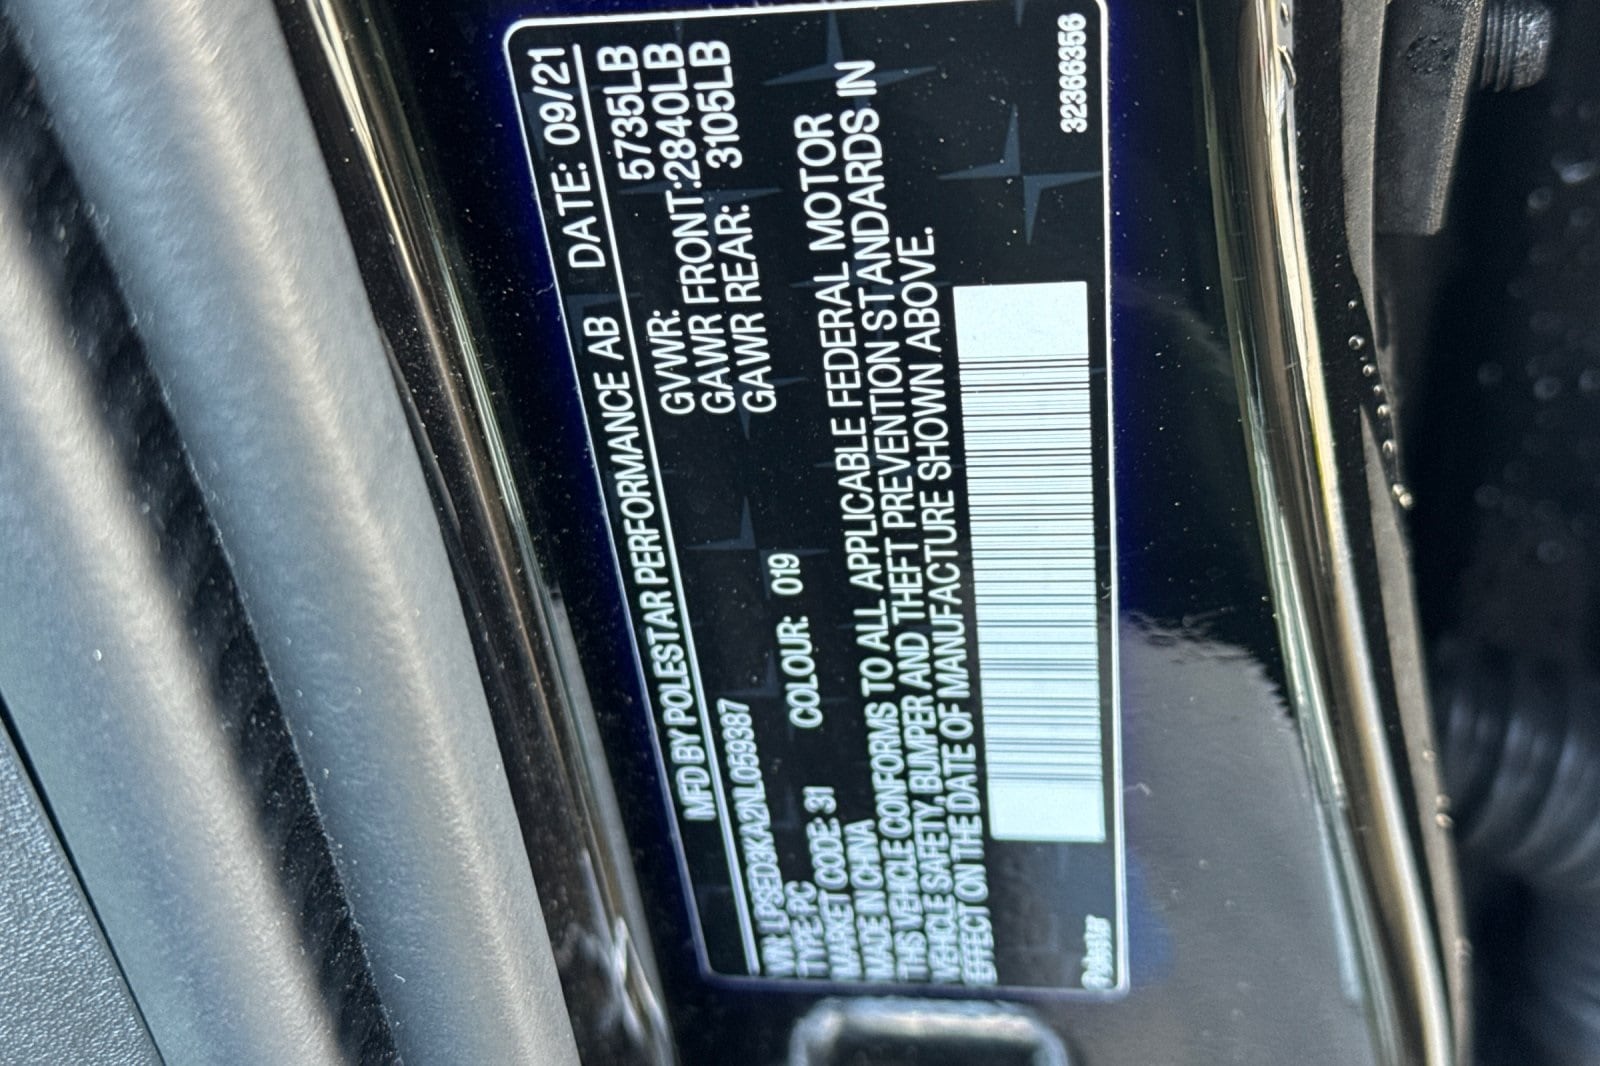 MFD BY POLESTAR PERFORMANCE AB DATE: 09/21
GVWR: 5735LB
GAWR FRONT:2840LB
GAWR REAR: 3105LB
VIN: LPSED3KA2NL059387
TYPE: PC
MARKET CODE: 31 COLOUR: 019
MADE IN CHINA
THIS VEHICLE CONFORMS TO ALL APPLICABLE FEDERAL MOTOR
VEHICLE SAFETY, BUMPER AND THEFT PREVENTION STANDARDS IN
EFFECT ON THE DATE OF MANUFACTURE SHOWN ABOVE.
Polestar 32366356